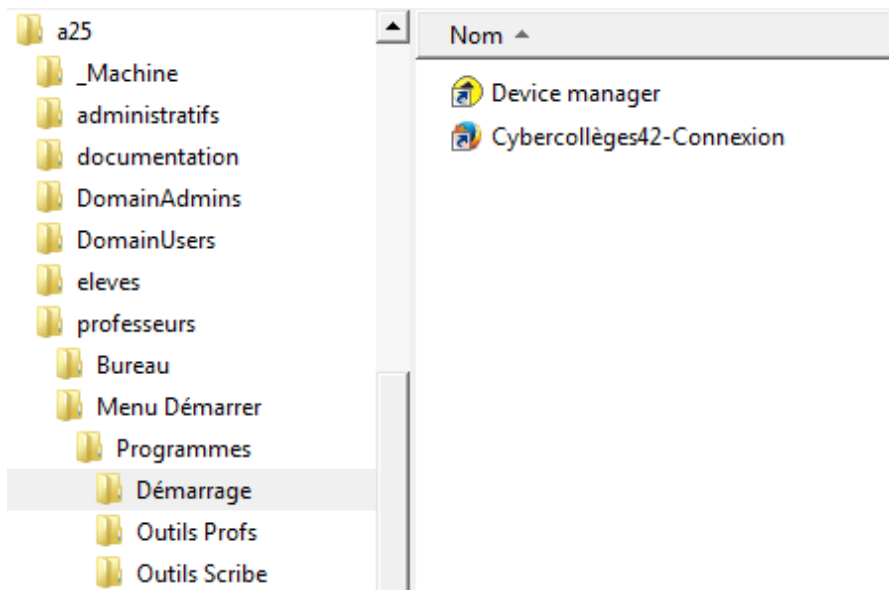 a25
_Machine
administratifs
documentation
DomainAdmins
DomainUsers
eleves
professeurs
Bureau
Menu Démarrer
Programmes
Démarrage
Outils Profs
Outils Scribe
Nom
Device manager
Cybercollèges42-Connexion